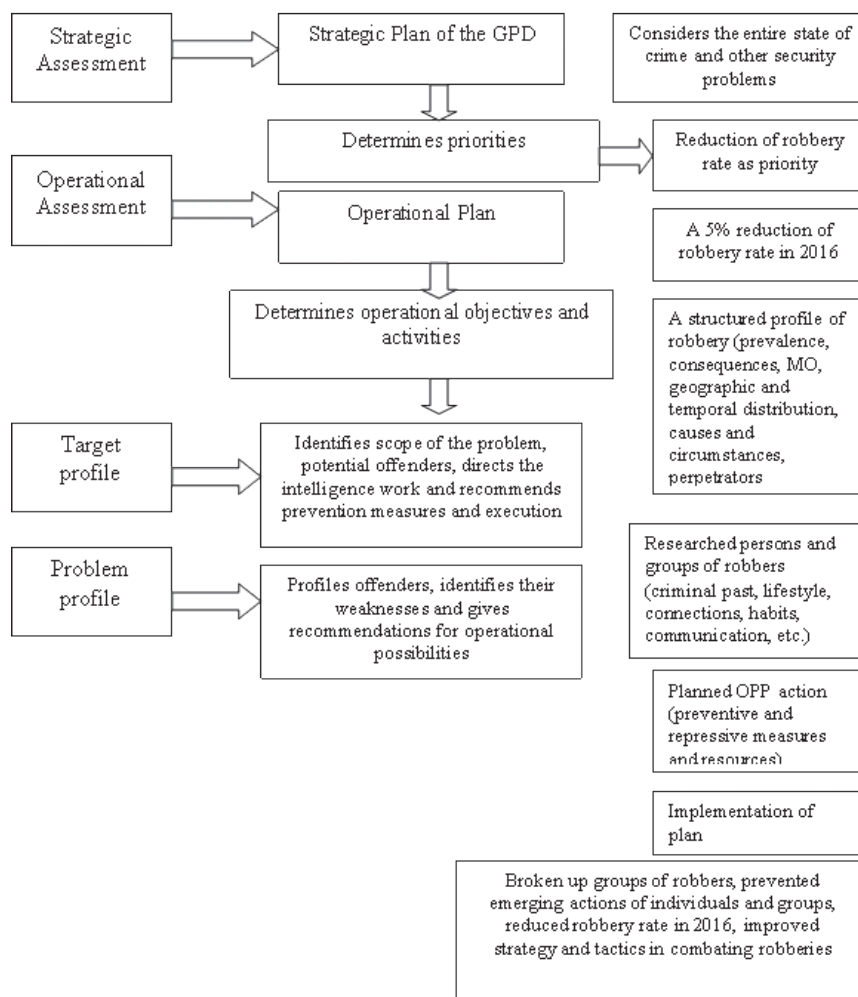 Strategic
Assessment
Strategic Plan of the GPD
Considers the entire state of
crime and other security
problems
Determines priorities
Reduction of robbery
rate as priority
Operational
Assessment
Operational Plan
A 5% reduction of
robbery rate in 2016
Determines operational objectives and
activities
A structured profile of
robbery (prevalence,
consequences, MO,
geographic and
temporal distribution,
causes and
circumstances,
perpetrators
Target
profile
Identifies scope of the problem,
potential offenders, directs the
intelligence work and recommends
prevention measures and execution
Problem
profile
Profiles offenders, identifies their
weaknesses and gives
recommendations for operational
possibilities
Researched persons and
groups of robbers
(criminal past, lifestyle,
connections, habits,
communication, etc.)
Planned OPP action
(preventive and
repressive measures
and resources)
Implementation of
plan
Broken up groups of robbers, prevented
emerging actions of individuals and groups,
reduced robbery rate in 2016, improved
strategy and tactics in combating robberies